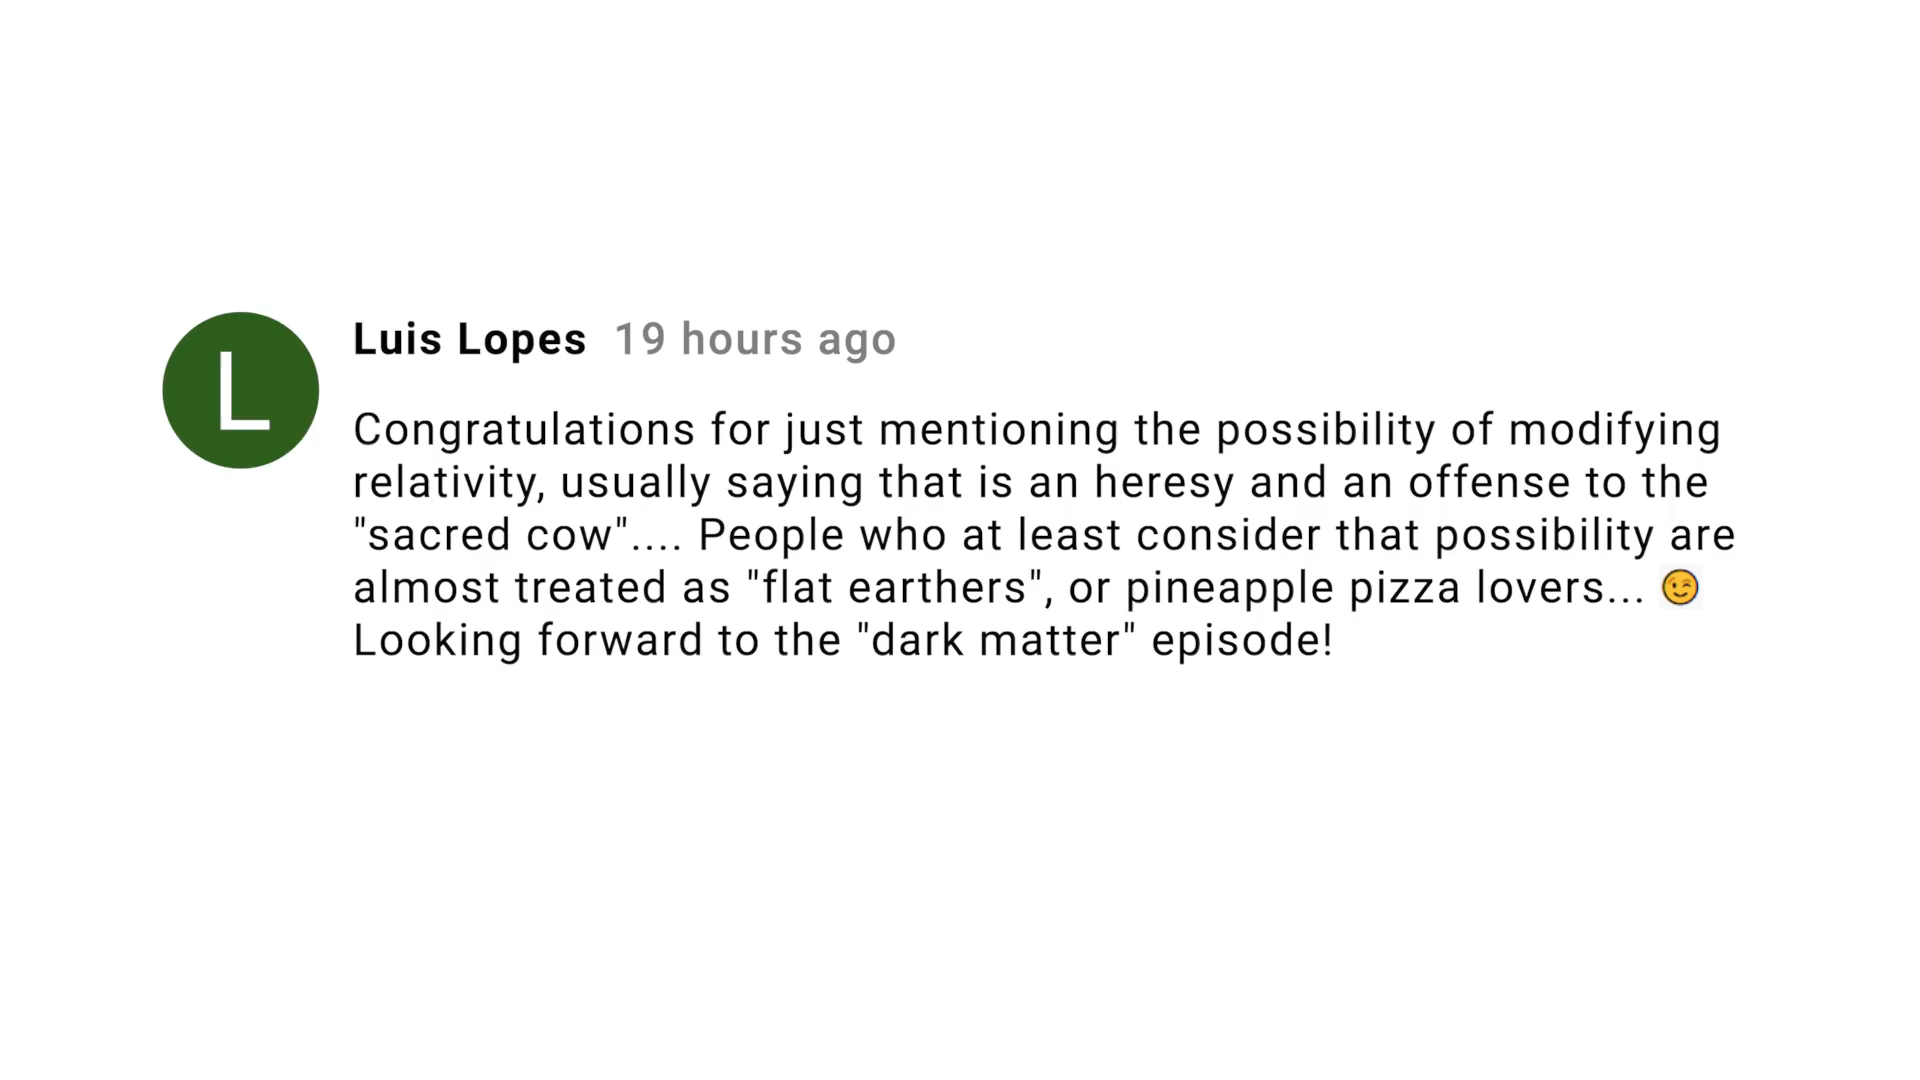 L
Luis Lopes 19 hours ago
Congratulations for just mentioning the possibility of modifying
relativity, usually saying that is an heresy and an offense to the
"sacred cow".... People who at least consider that possibility are
almost treated as "flat earthers", or pineapple pizza lovers... 😉
Looking forward to the "dark matter" episode!